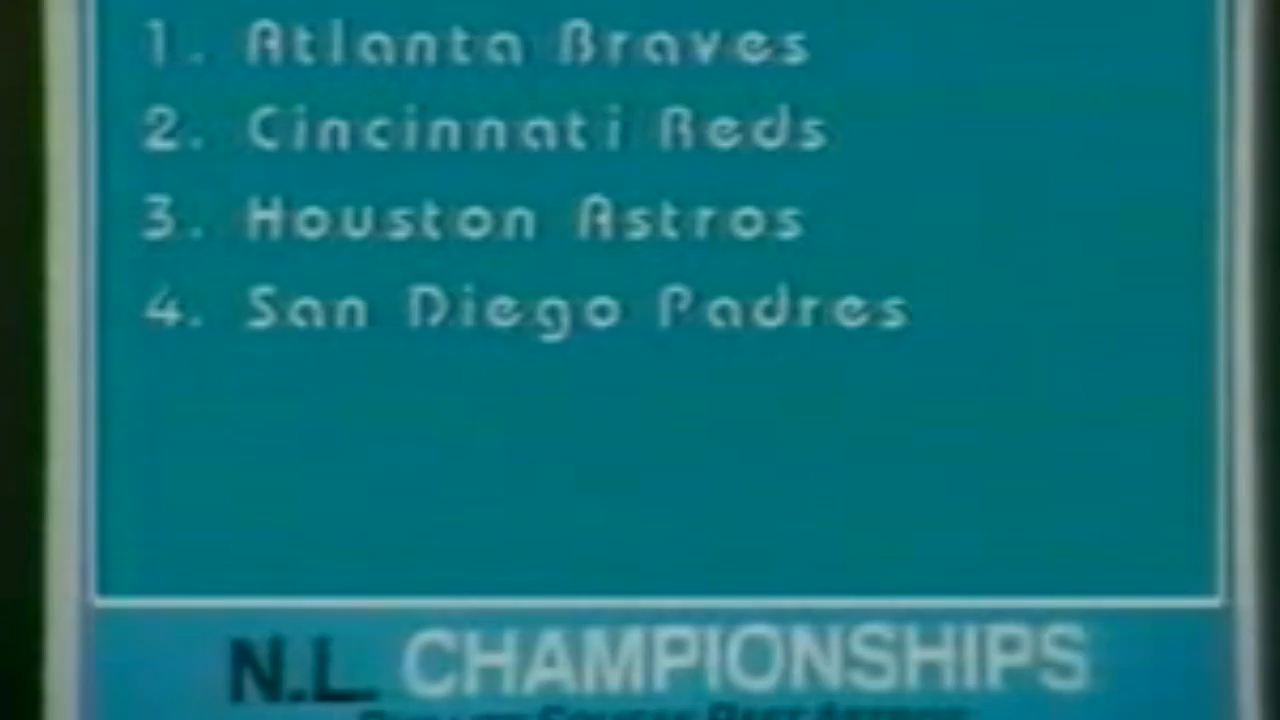 1. Atlanta Braves
2. Cincinnati Reds
3. Houston Astros
4. San Diego Padres
N.L. CHAMPIONSHIPS